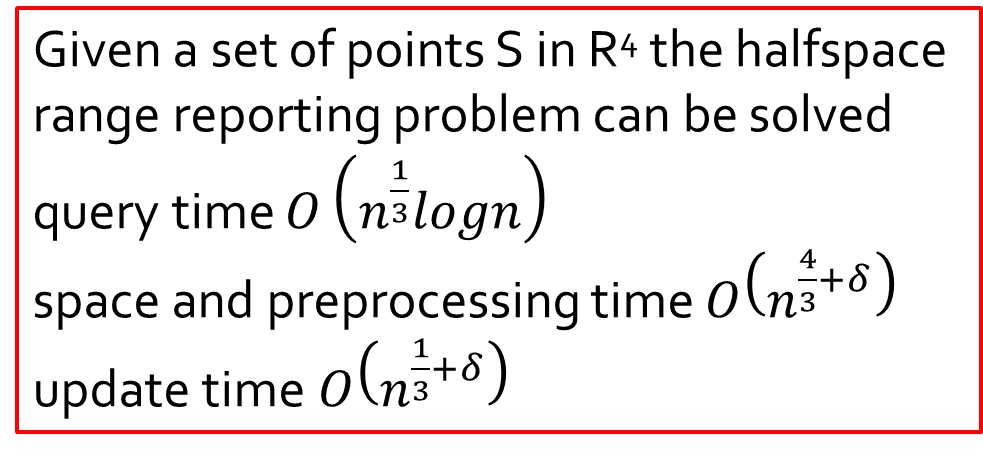 Given a set of points S in R⁴ the halfspace
range reporting problem can be solved
query time O(n^{1/3}logn)
space and preprocessing time O(n^{4/3+δ})
update time O(n^{1/3+δ})